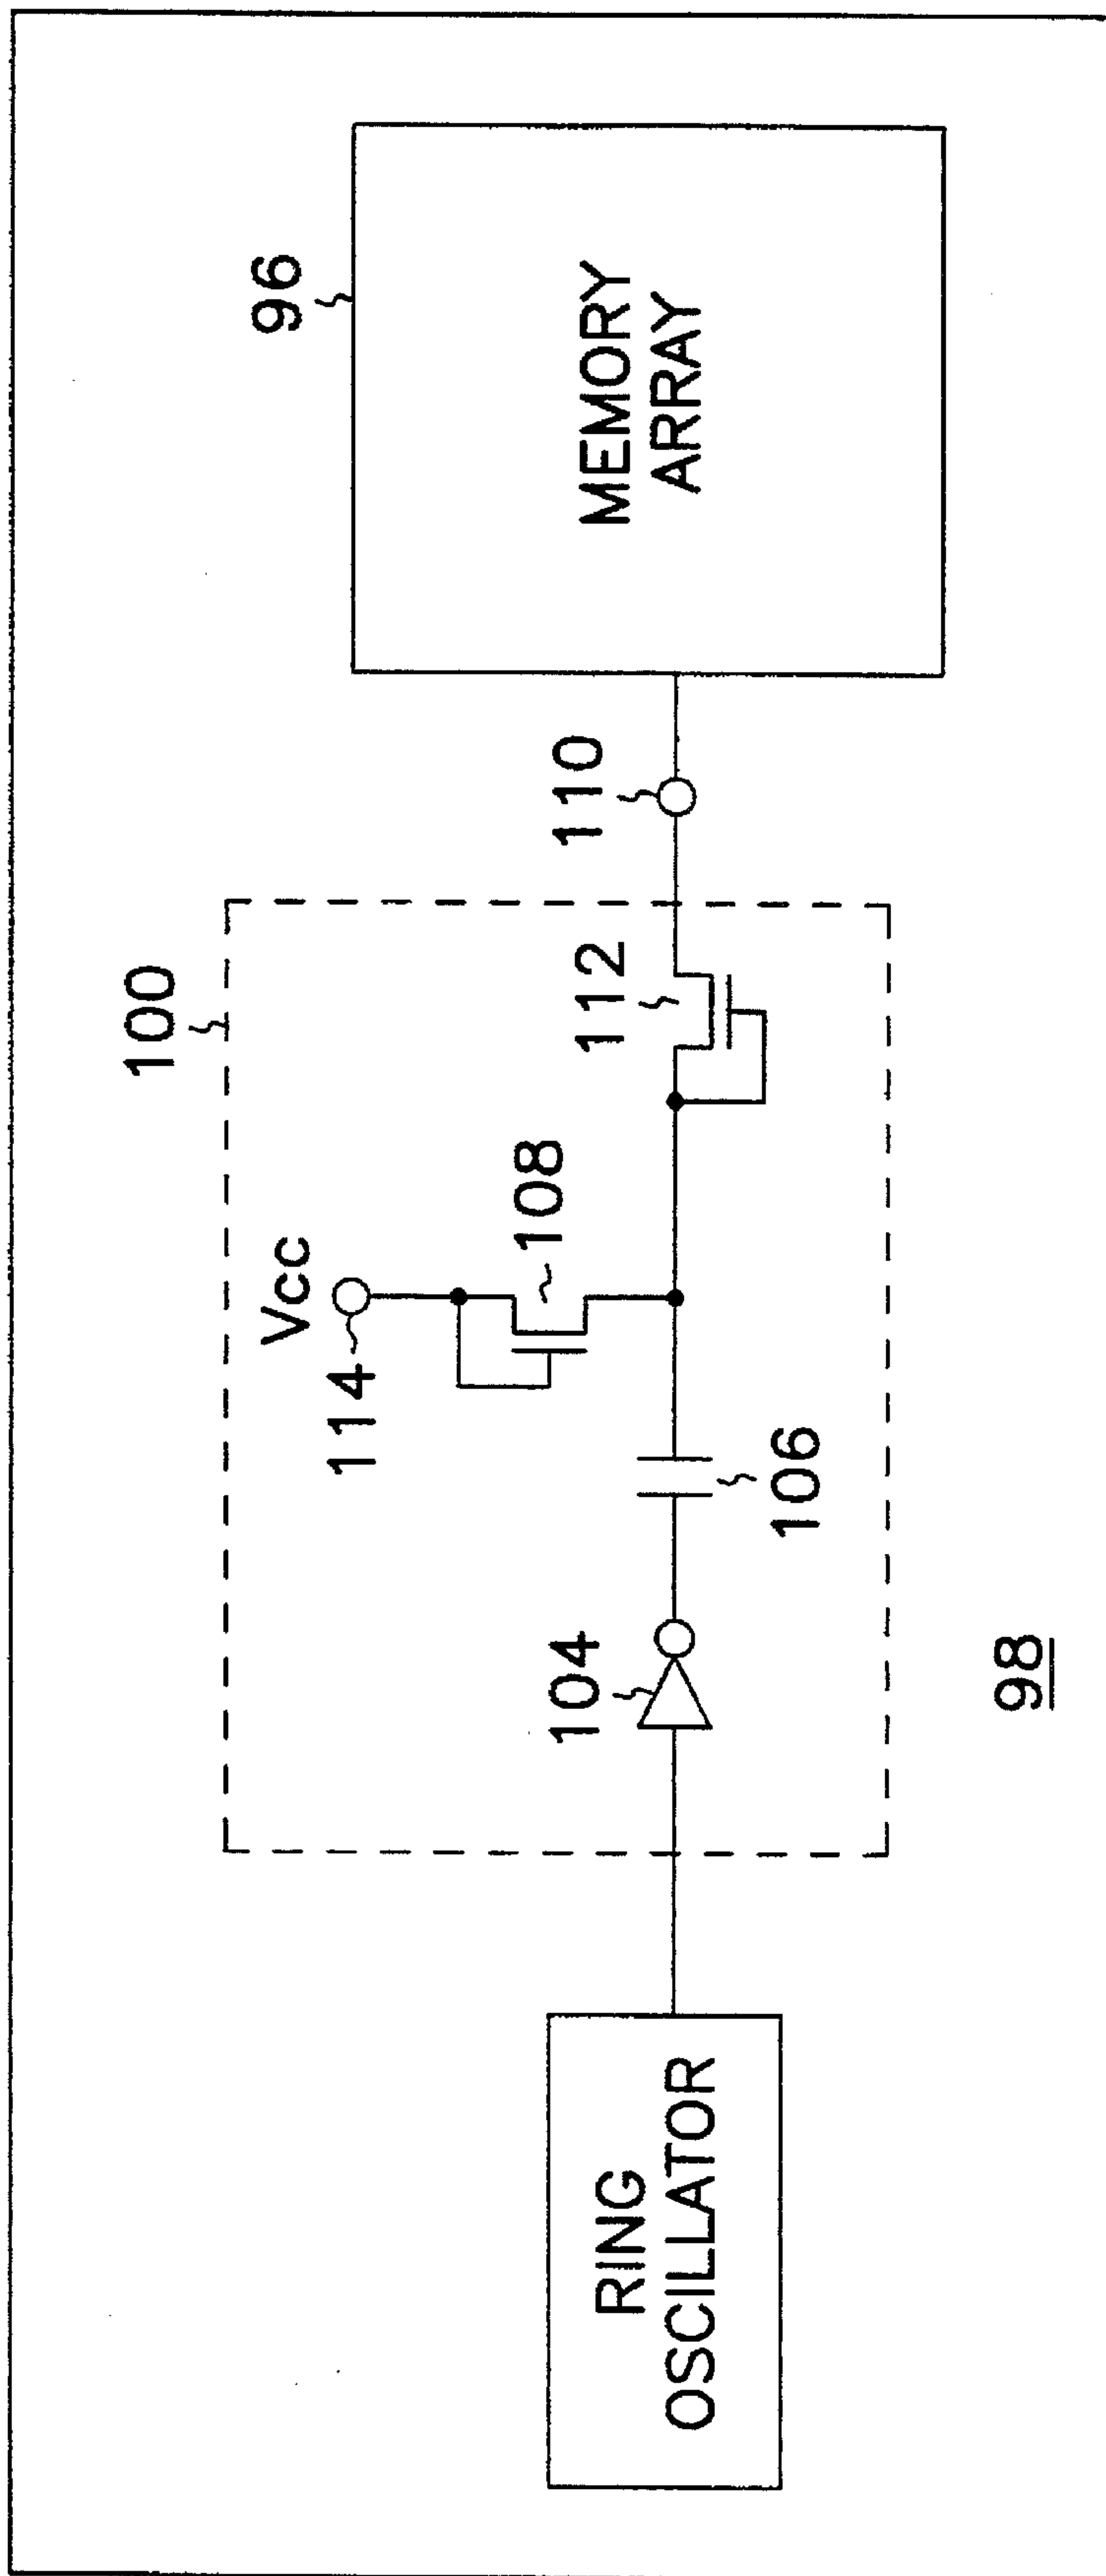 100
96
Vcc
114
108
110
112
104
106
RING
OSCILLATOR
MEMORY
ARRAY
98